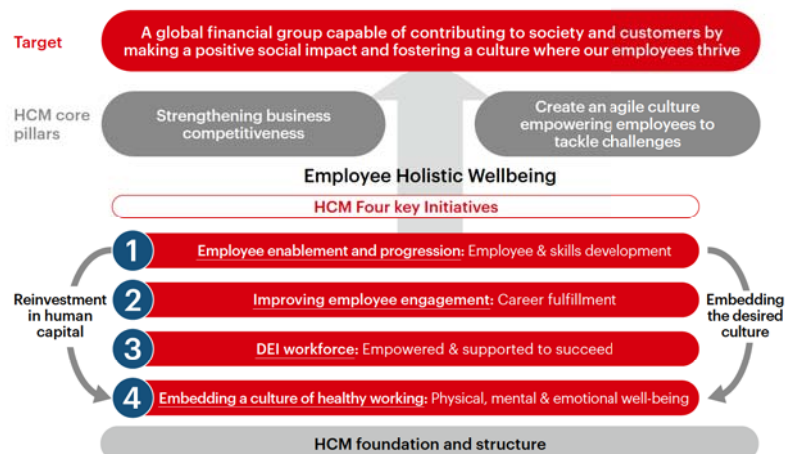 Target
A global financial group capable of contributing to society and customers by
making a positive social impact and fostering a culture where our employees thrive
HCM core
pillars
Strengthening business
competitiveness
Create an agile culture
empowering employees to
tackle challenges
Employee Holistic Wellbeing
HCM Four key Initiatives
1 Employee enablement and progression: Employee & skills development
Reinvestment
in human
capital
2 Improving employee engagement: Career fulfillment
Embedding
the desired
culture
3 DEI workforce: Empowered & supported to succeed
4 Embedding a culture of healthy working: Physical, mental & emotional well-being
HCM foundation and structure